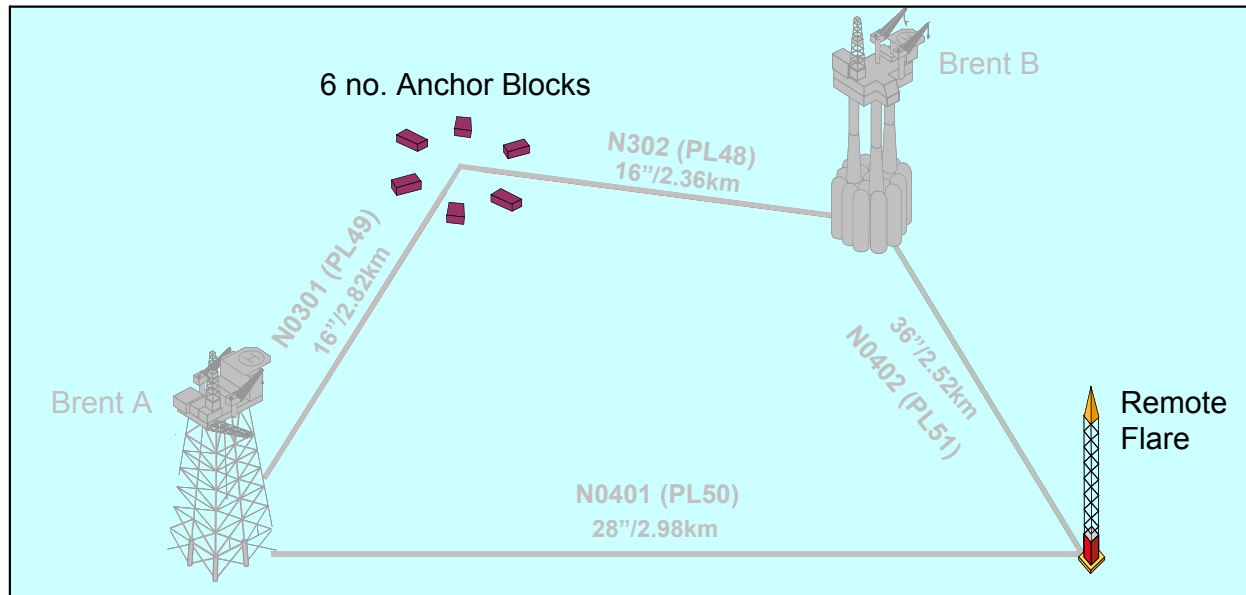 6 no. Anchor Blocks
Brent B
N302 (PL48)
16”/2.36km
N0301 (PL49)
16”/2.82km
36”/2.52km
N0402 (PL51)
Brent A
Remote
Flare
N0401 (PL50)
28”/2.98km